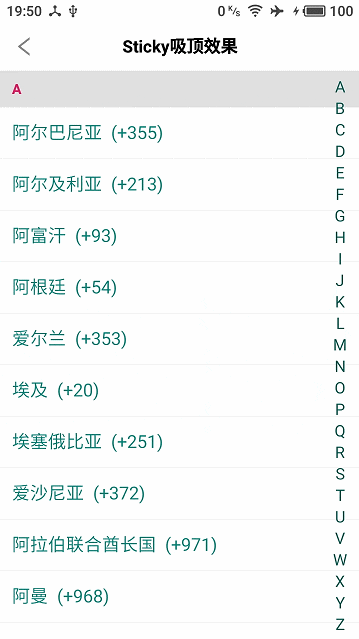 19:50 0 K/s 100
Sticky吸顶效果
A
阿尔巴尼亚 (+355)
阿尔及利亚 (+213)
阿富汗 (+93)
阿根廷 (+54)
爱尔兰 (+353)
埃及 (+20)
埃塞俄比亚 (+251)
爱沙尼亚 (+372)
阿拉伯联合酋长国 (+971)
阿曼 (+968)
A
B
C
D
E
F
G
H
I
J
K
L
M
N
O
P
Q
R
S
T
U
V
W
X
Y
Z